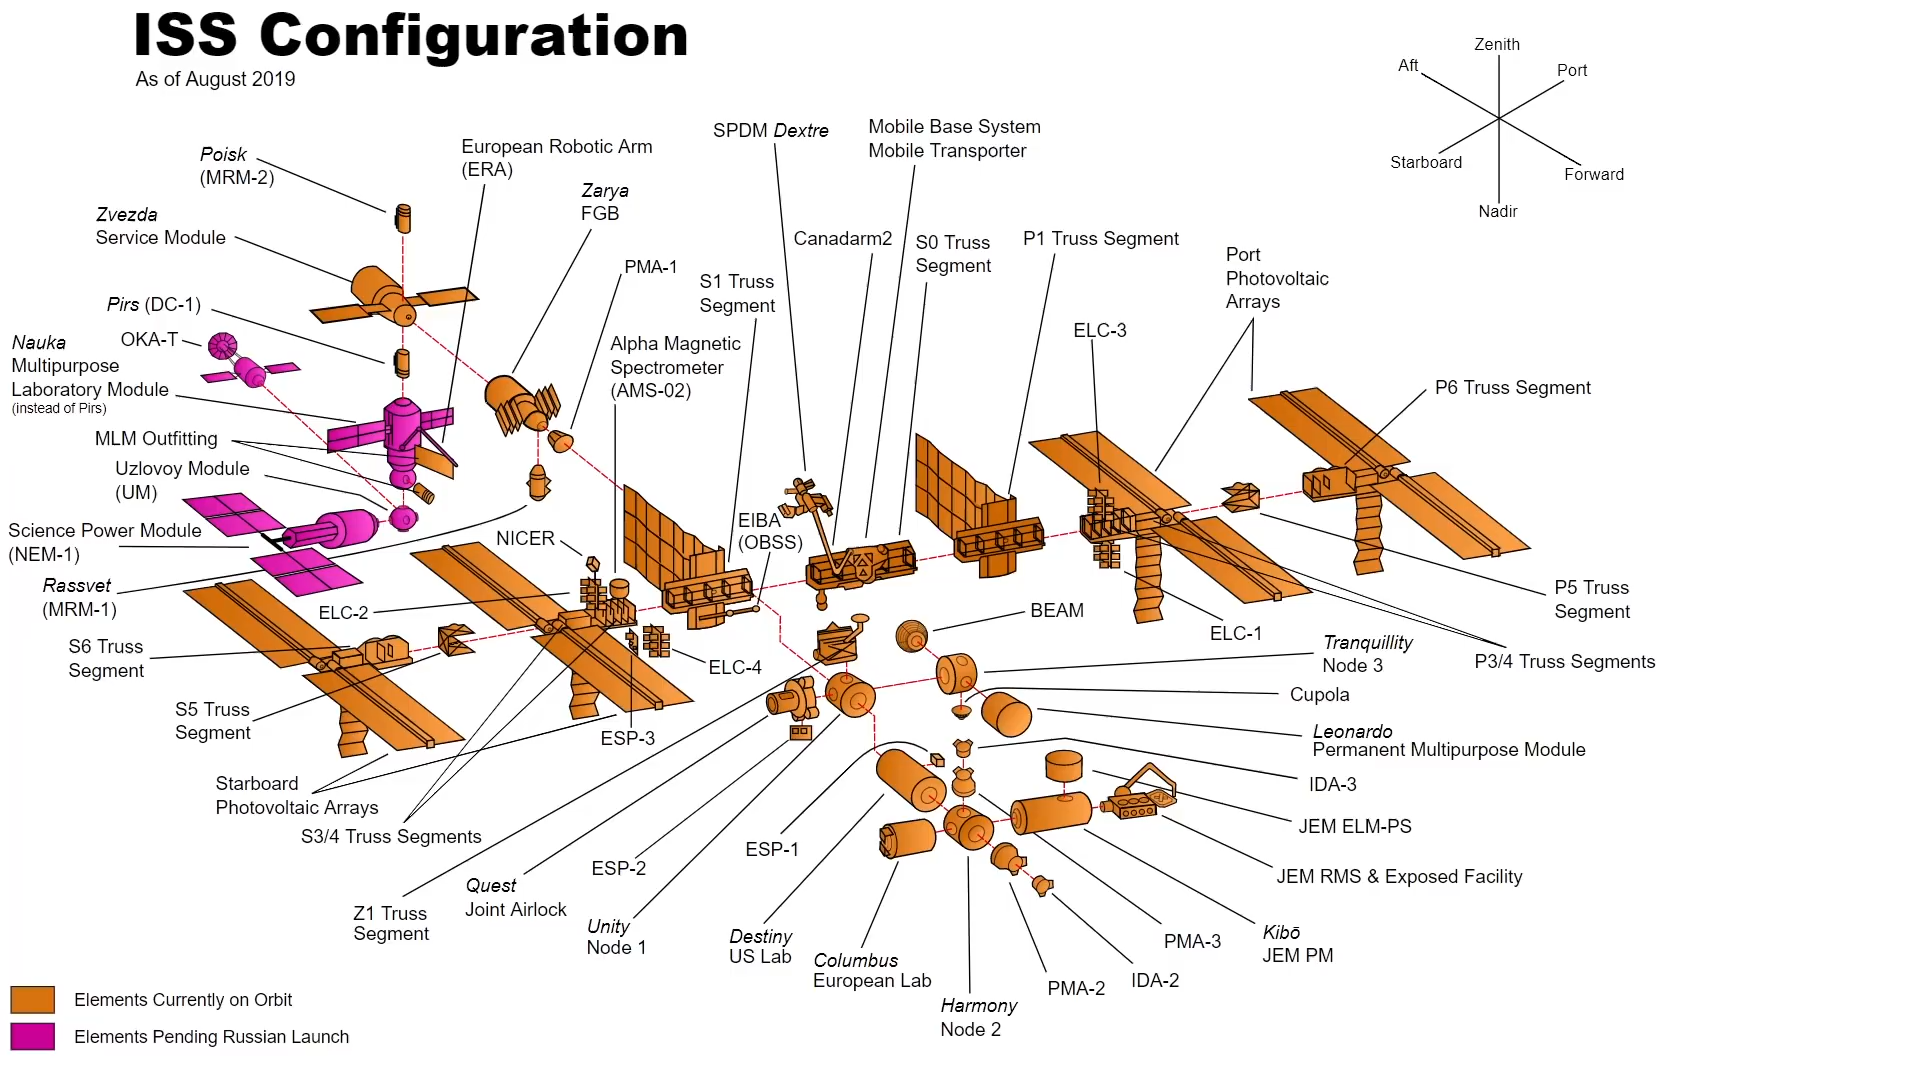 ISS Configuration
As of August 2019
Zenith
Aft
Port
Starboard
Forward
Nadir
Poisk
(MRM-2)
European Robotic Arm
(ERA)
SPDM Dextre
Mobile Base System
Mobile Transporter
Zvezda
Service Module
Zarya
FGB
PMA-1
Canadarm2
S0 Truss
Segment
P1 Truss Segment
Port
Photovoltaic
Arrays
S1 Truss
Segment
Pirs (DC-1)
OKA-T
Nauka
Multipurpose
Laboratory Module
(instead of Pirs)
Alpha Magnetic
Spectrometer
(AMS-02)
ELC-3
P6 Truss Segment
MLM Outfitting
Uzlovoy Module
(UM)
Science Power Module
(NEM-1)
Rassvet
(MRM-1)
NICER
EIBA
(OBSS)
ELC-2
BEAM
ELC-1
P5 Truss
Segment
S6 Truss
Segment
ELC-4
Tranquillity
Node 3
P3/4 Truss Segments
Cupola
S5 Truss
Segment
ESP-3
Leonardo
Permanent Multipurpose Module
Starboard
Photovoltaic Arrays
IDA-3
S3/4 Truss Segments
JEM ELM-PS
ESP-1
ESP-2
JEM RMS & Exposed Facility
Quest
Joint Airlock
Z1 Truss
Segment
Unity
Node 1
Destiny
US Lab
Columbus
European Lab
PMA-3
Kibō
JEM PM
IDA-2
PMA-2
Harmony
Node 2
Elements Currently on Orbit
Elements Pending Russian Launch